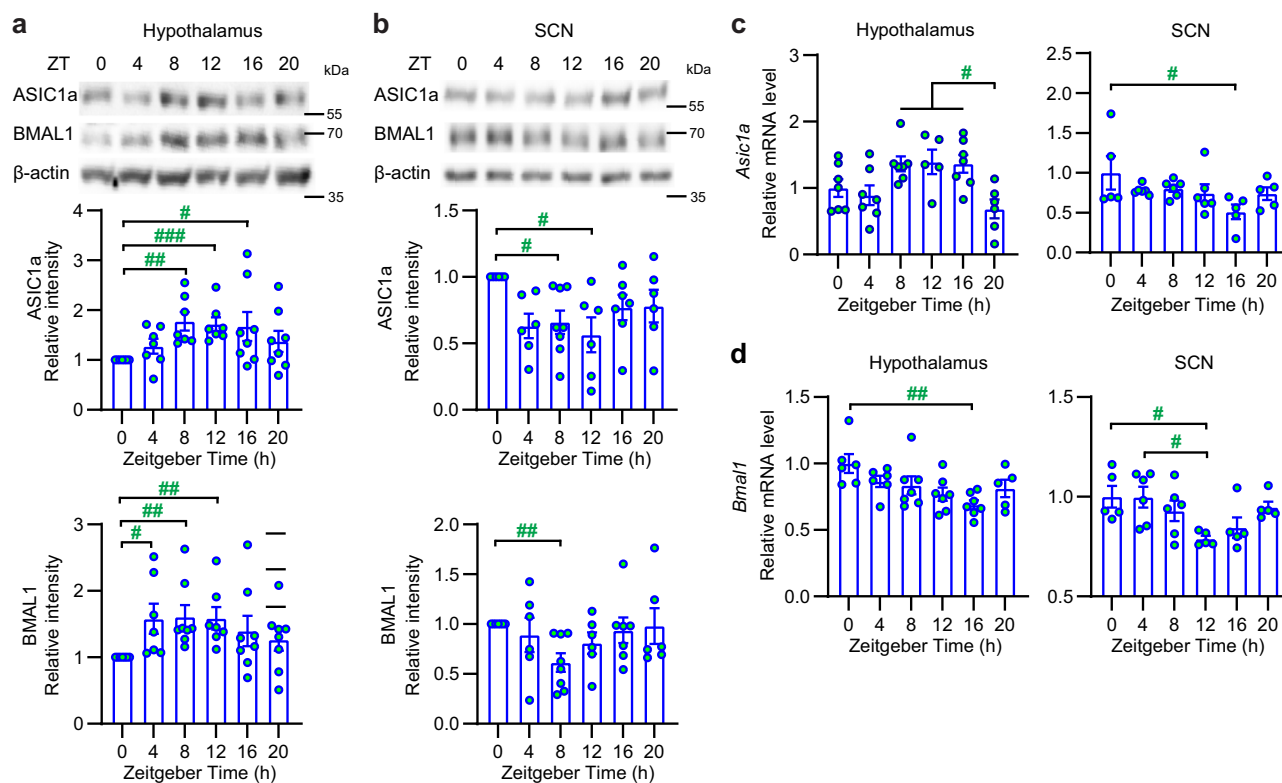 a
Hypothalamus
ZT 0 4 8 12 16 20 kDa
ASIC1a
55
BMAL1 70
β-actin
35
ASIC1a
Relative intensity
4
3
2
1
0
# 
###
##
0 4 8 12 16 20
Zeitgeber Time (h)
BMAL1
Relative intensity
3
2
1
0
##
##
#
0 4 8 12 16 20
Zeitgeber Time (h)
b
SCN
ZT 0 4 8 12 16 20 kDa
ASIC1a
55
BMAL1 70
β-actin
35
ASIC1a
Relative intensity
1.5
1.0
0.5
0.0
#
#
0 4 8 12 16 20
Zeitgeber Time (h)
BMAL1
Relative intensity
2.0
1.5
1.0
0.5
0.0
##
0 4 8 12 16 20
Zeitgeber Time (h)
c
Hypothalamus
Asic1a
Relative mRNA level
3
2
1
0
#
0 4 8 12 16 20
Zeitgeber Time (h)
SCN
2.5
2.0
1.5
1.0
0.5
0.0
#
0 4 8 12 16 20
Zeitgeber Time (h)
d
Hypothalamus
Bmal1
Relative mRNA level
1.5
1.0
0.5
0.0
##
0 4 8 12 16 20
Zeitgeber Time (h)
SCN
1.5
1.0
0.5
#
#
0 4 8 12 16 20
Zeitgeber Time (h)